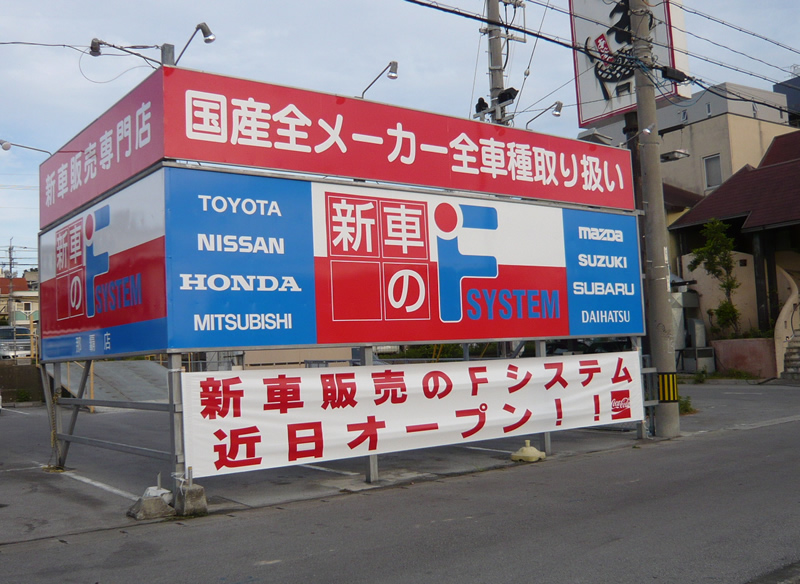 新車販売専門店
国産全メーカー全車種取り扱い
新車の
F SYSTEM
TOYOTA
NISSAN
HONDA
MITSUBISHI
新車の
F SYSTEM
mazda
SUZUKI
SUBARU
DAIHATSU
新車販売のFシステム
近日オープン!!
Coca-Cola